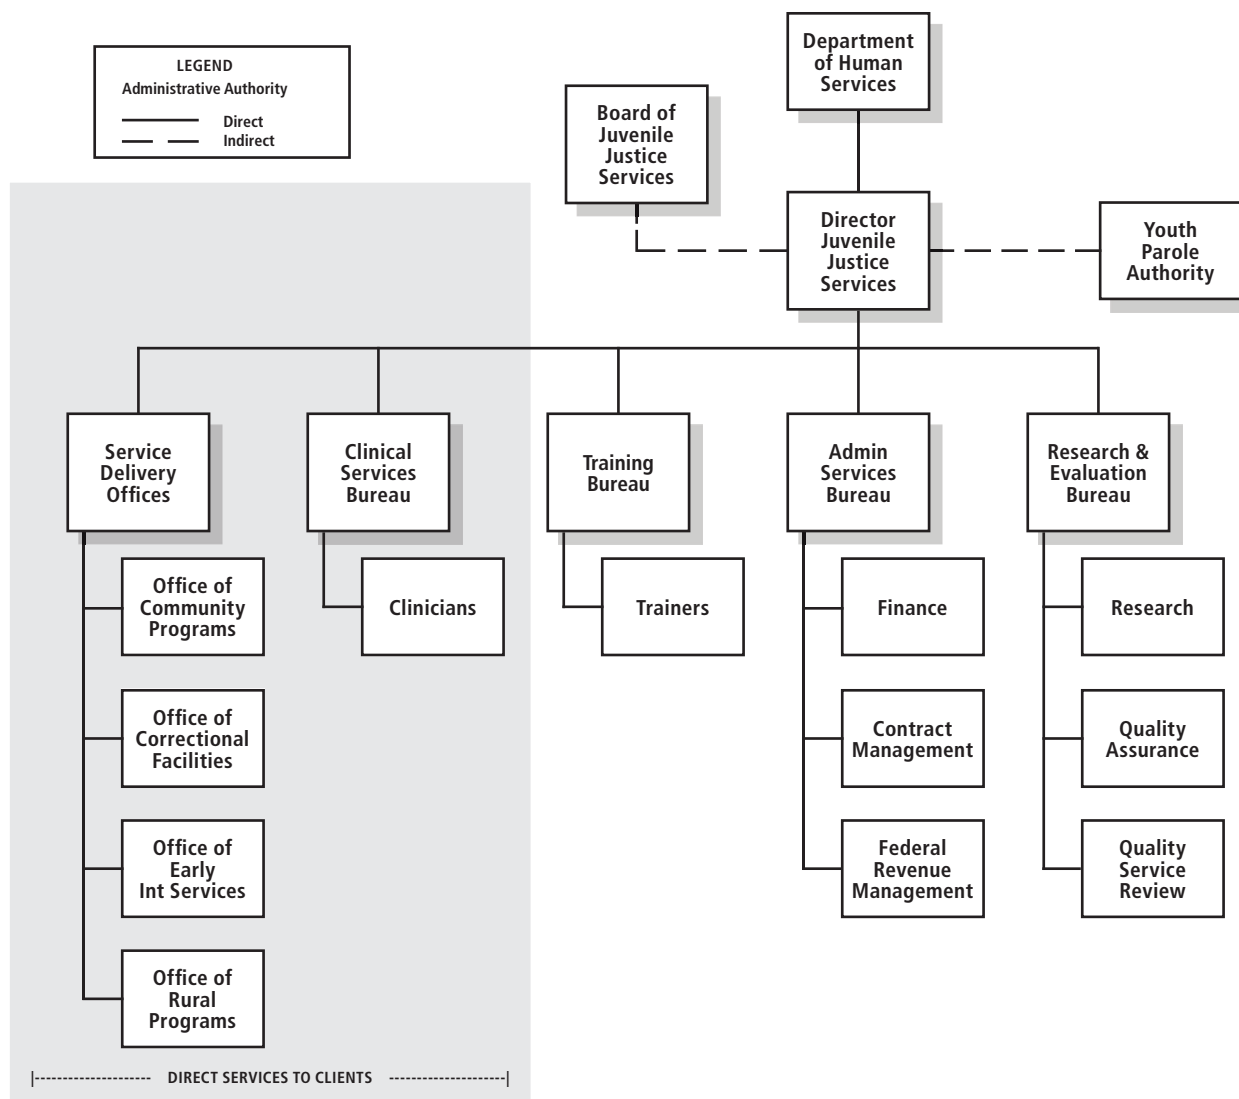 LEGEND
Administrative Authority
Direct
Indirect
Department
of Human
Services
Board of
Juvenile
Justice
Services
Director
Juvenile
Justice
Services
Youth
Parole
Authority
Service
Delivery
Offices
Clinical
Services
Bureau
Training
Bureau
Admin
Services
Bureau
Research &
Evaluation
Bureau
Office of
Community
Programs
Clinicians
Trainers
Finance
Research
Office of
Correctional
Facilities
Contract
Management
Quality
Assurance
Office of
Early
Int Services
Federal
Revenue
Management
Quality
Service
Review
Office of
Rural
Programs
DIRECT SERVICES TO CLIENTS